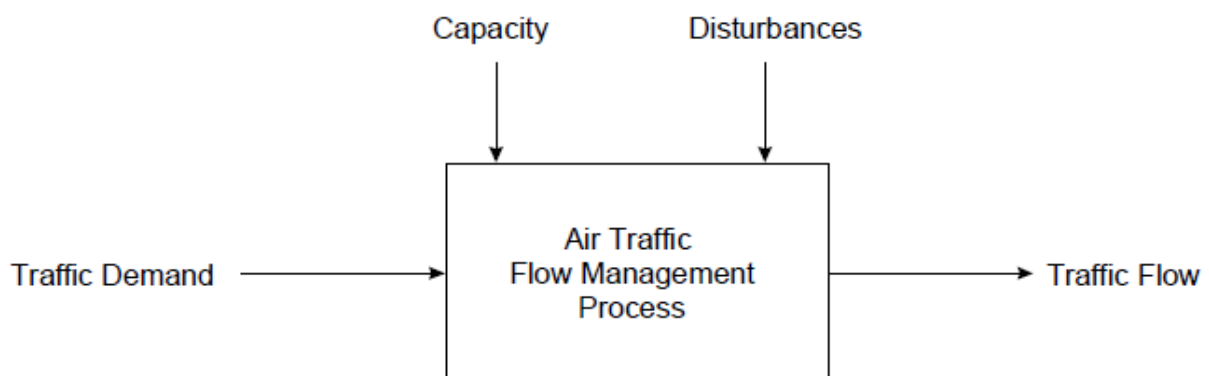 Capacity
Disturbances
Air Traffic
Flow Management
Process
Traffic Demand
Traffic Flow